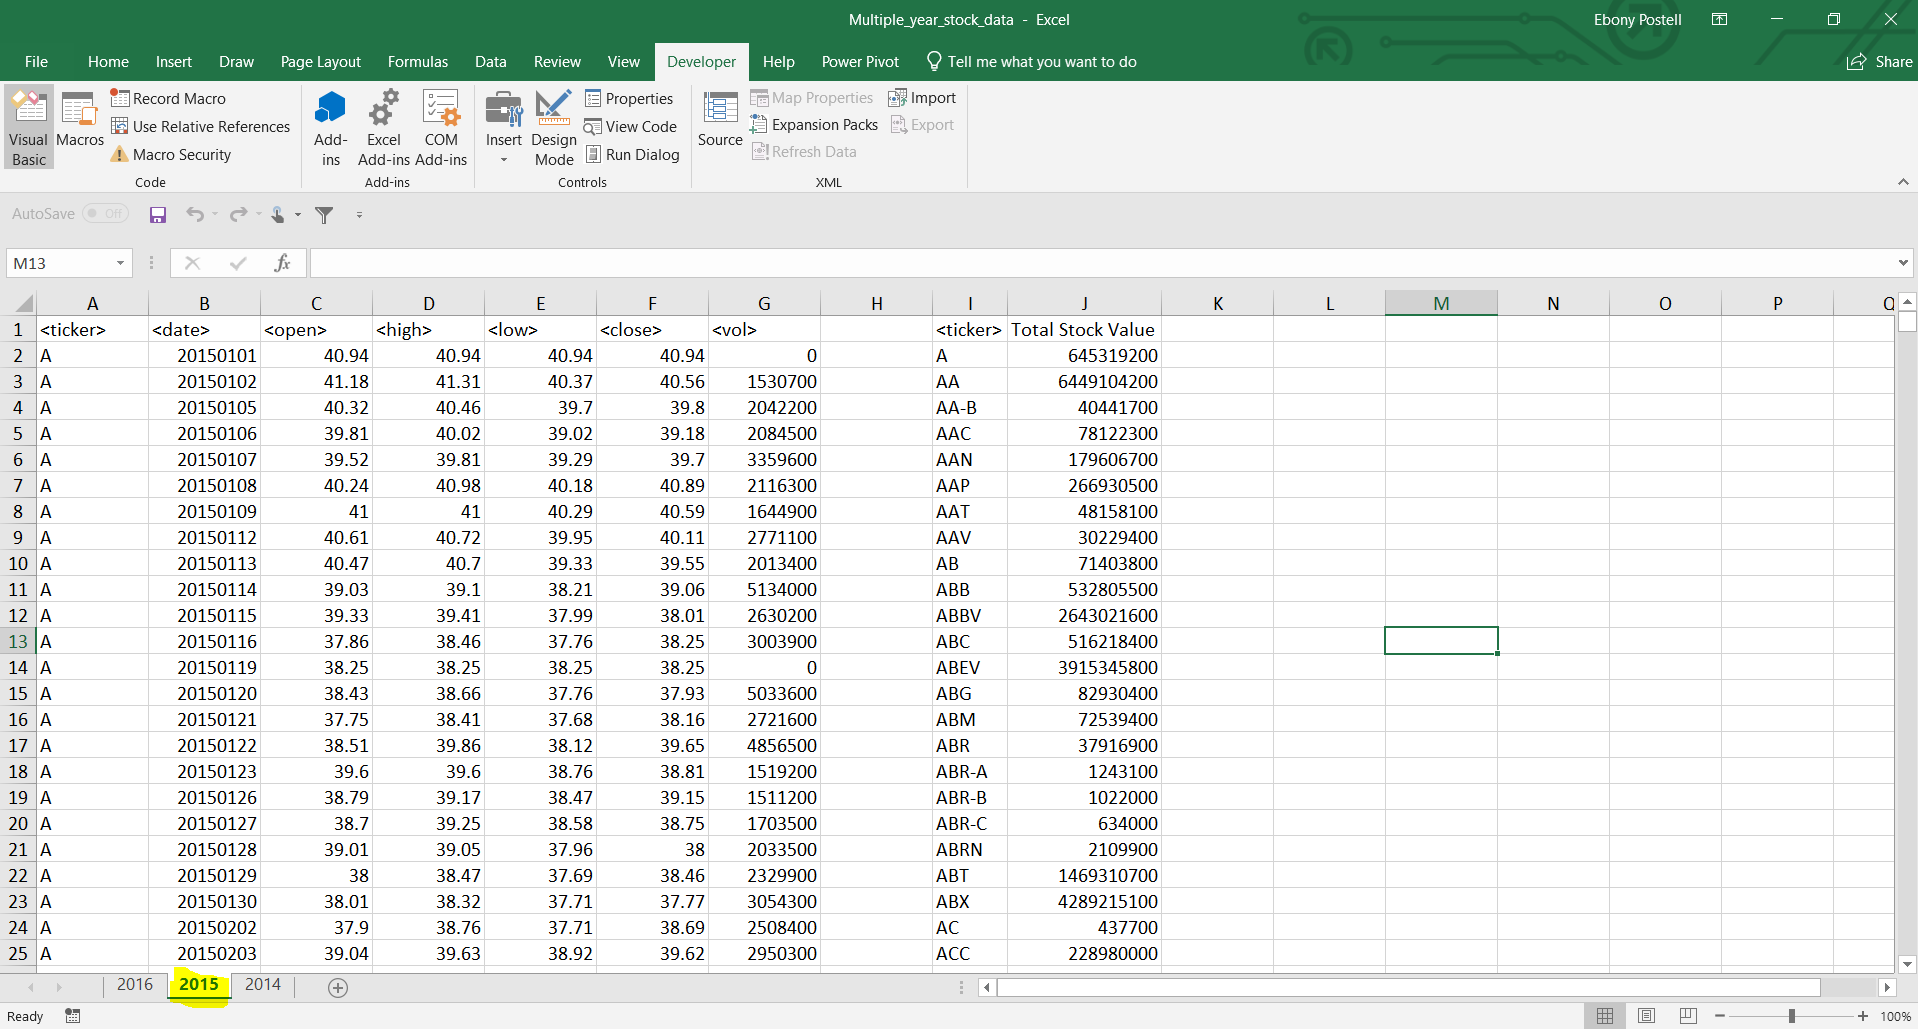 Multiple_year_stock_data - Excel
Ebony Postell
File Home Insert Draw Page Layout Formulas Data Review View Developer Help Power Pivot Tell me what you want to do Share
Visual Basic
Macros
Record Macro
Use Relative References
Macro Security
Code
Add-ins
Excel Add-ins
COM Add-ins
Add-ins
Insert
Design Mode
Properties
View Code
Run Dialog
Controls
Source
Map Properties
Expansion Packs
Refresh Data
Import
Export
XML
AutoSave Off
M13 fx
A B C D E F G H I J K L M N O P Q
1 <ticker> <date> <open> <high> <low> <close> <vol> <ticker> Total Stock Value
2 A 20150101 40.94 40.94 40.94 40.94 0 A 645319200
3 A 20150102 41.18 41.31 40.37 40.56 1530700 AA 6449104200
4 A 20150105 40.32 40.46 39.7 39.8 2042200 AA-B 40441700
5 A 20150106 39.81 40.02 39.02 39.18 2084500 AAC 78122300
6 A 20150107 39.52 39.81 39.29 39.7 3359600 AAN 179606700
7 A 20150108 40.24 40.98 40.18 40.89 2116300 AAP 266930500
8 A 20150109 41 41 40.29 40.59 1644900 AAT 48158100
9 A 20150112 40.61 40.72 39.95 40.11 2771100 AAV 30229400
10 A 20150113 40.47 40.7 39.33 39.55 2013400 AB 71403800
11 A 20150114 39.03 39.1 38.21 39.06 5134000 ABB 532805500
12 A 20150115 39.33 39.41 37.99 38.01 2630200 ABBV 2643021600
13 A 20150116 37.86 38.46 37.76 38.25 3003900 ABC 516218400
14 A 20150119 38.25 38.25 38.25 38.25 0 ABEV 3915345800
15 A 20150120 38.43 38.66 37.76 37.93 5033600 ABG 82930400
16 A 20150121 37.75 38.41 37.68 38.16 2721600 ABM 72539400
17 A 20150122 38.51 39.86 38.12 39.65 4856500 ABR 37916900
18 A 20150123 39.6 39.6 38.76 38.81 1519200 ABR-A 1243100
19 A 20150126 38.79 39.17 38.47 39.15 1511200 ABR-B 1022000
20 A 20150127 38.7 39.25 38.58 38.75 1703500 ABR-C 634000
21 A 20150128 39.01 39.05 37.96 38 2033500 ABRN 2109900
22 A 20150129 38 38.47 37.69 38.46 2329900 ABT 1469310700
23 A 20150130 38.01 38.32 37.71 37.77 3054300 ABX 4289215100
24 A 20150202 37.9 38.76 37.71 38.69 2508400 AC 437700
25 A 20150203 39.04 39.63 38.92 39.62 2950300 ACC 228980000
2016 2015 2014
Ready 100%